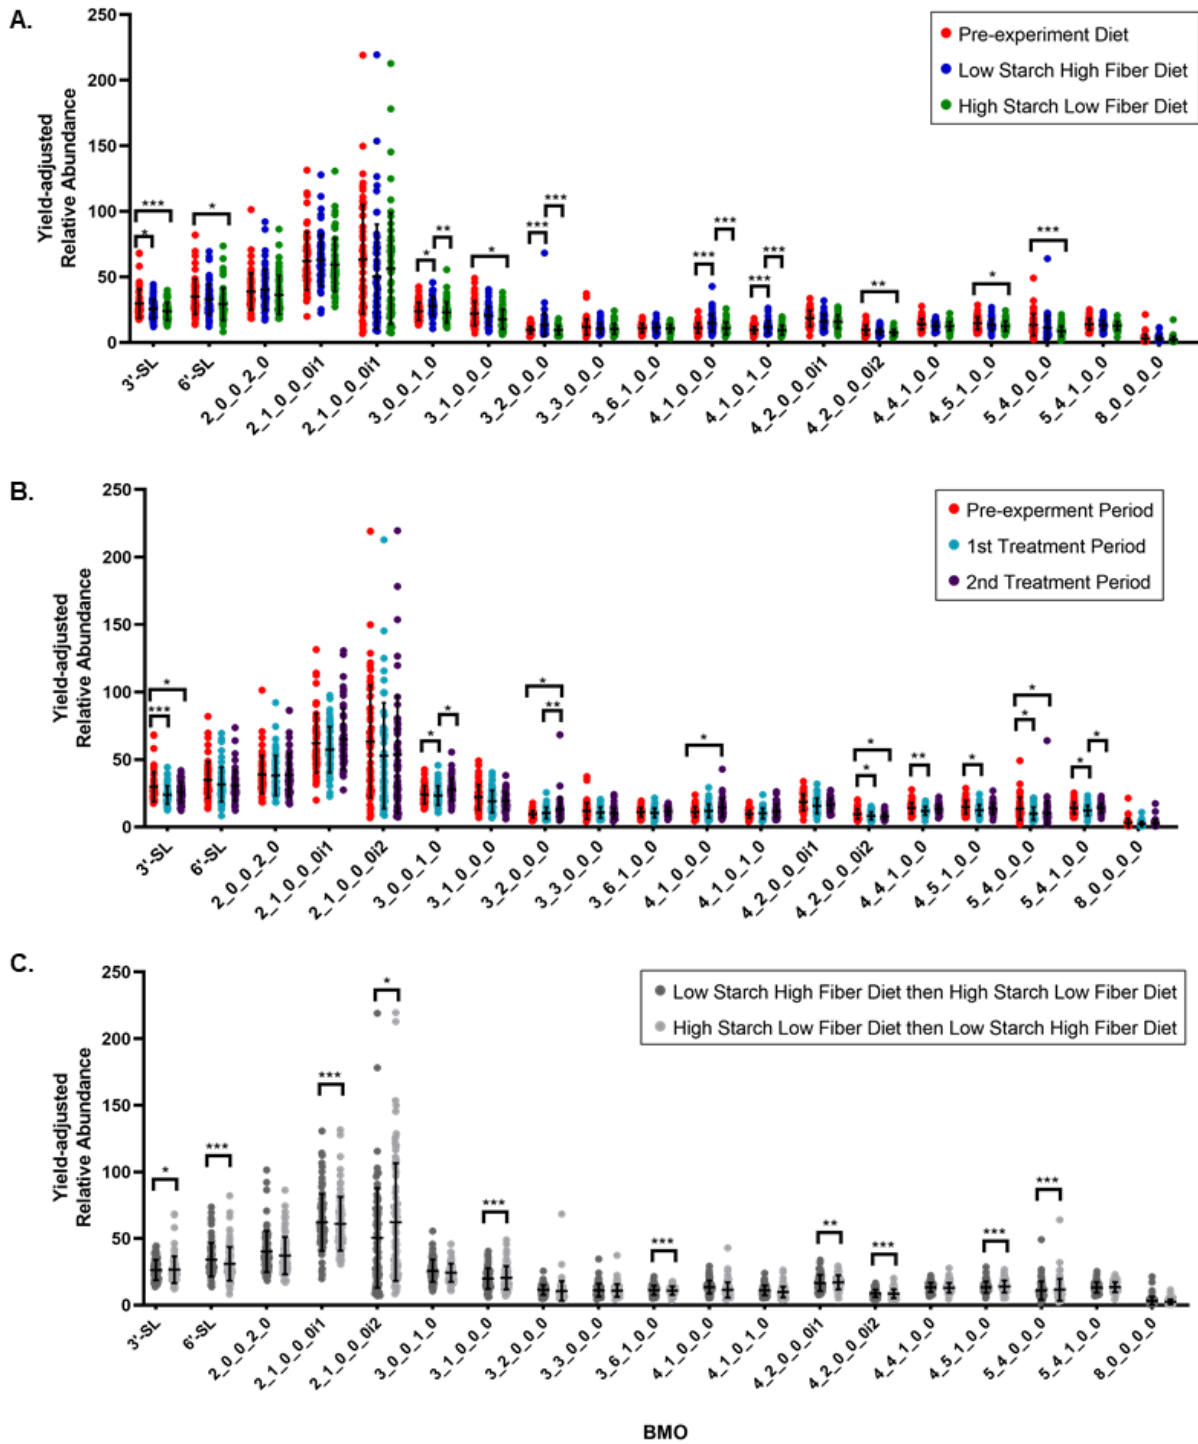 A.
250
200
150
100
50
0
Yield-adjusted
Relative Abundance
Pre-experiment Diet
Low Starch High Fiber Diet
High Starch Low Fiber Diet
***
*
*
*
**
*
***
***
***
***
***
***
**
*
***
3'-SL
6'-SL
2_0_0_2_0
2_1_0_0_0i1
2_1_0_0_0i1
3_0_0_1_0
3_1_0_0_0
3_2_0_0_0
3_3_0_0_0
3_6_1_0_0
4_1_0_0_0
4_1_0_1_0
4_2_0_0_0i1
4_2_0_0_0i2
4_4_1_0_0
4_5_1_0_0
5_4_0_0_0
5_4_1_0_0
8_0_0_0_0
B.
250
200
150
100
50
0
Yield-adjusted
Relative Abundance
Pre-experment Period
1st Treatment Period
2nd Treatment Period
*
***
*
*
*
**
*
*
*
**
*
*
*
*
*
3'-SL
6'-SL
2_0_0_2_0
2_1_0_0_0i1
2_1_0_0_0i2
3_0_0_1_0
3_1_0_0_0
3_2_0_0_0
3_3_0_0_0
3_6_1_0_0
4_1_0_0_0
4_1_0_1_0
4_2_0_0_0i1
4_2_0_0_0i2
4_4_1_0_0
4_5_1_0_0
5_4_0_0_0
5_4_1_0_0
8_0_0_0_0
C.
250
200
150
100
50
0
Yield-adjusted
Relative Abundance
Low Starch High Fiber Diet then High Starch Low Fiber Diet
High Starch Low Fiber Diet then Low Starch High Fiber Diet
*
***
***
*
***
***
**
***
***
***
3'-SL
6'-SL
2_0_0_2_0
2_1_0_0_0i1
2_1_0_0_0i2
3_0_0_1_0
3_1_0_0_0
3_2_0_0_0
3_3_0_0_0
3_6_1_0_0
4_1_0_0_0
4_1_0_1_0
4_2_0_0_0i1
4_2_0_0_0i2
4_4_1_0_0
4_5_1_0_0
5_4_0_0_0
5_4_1_0_0
8_0_0_0_0
BMO